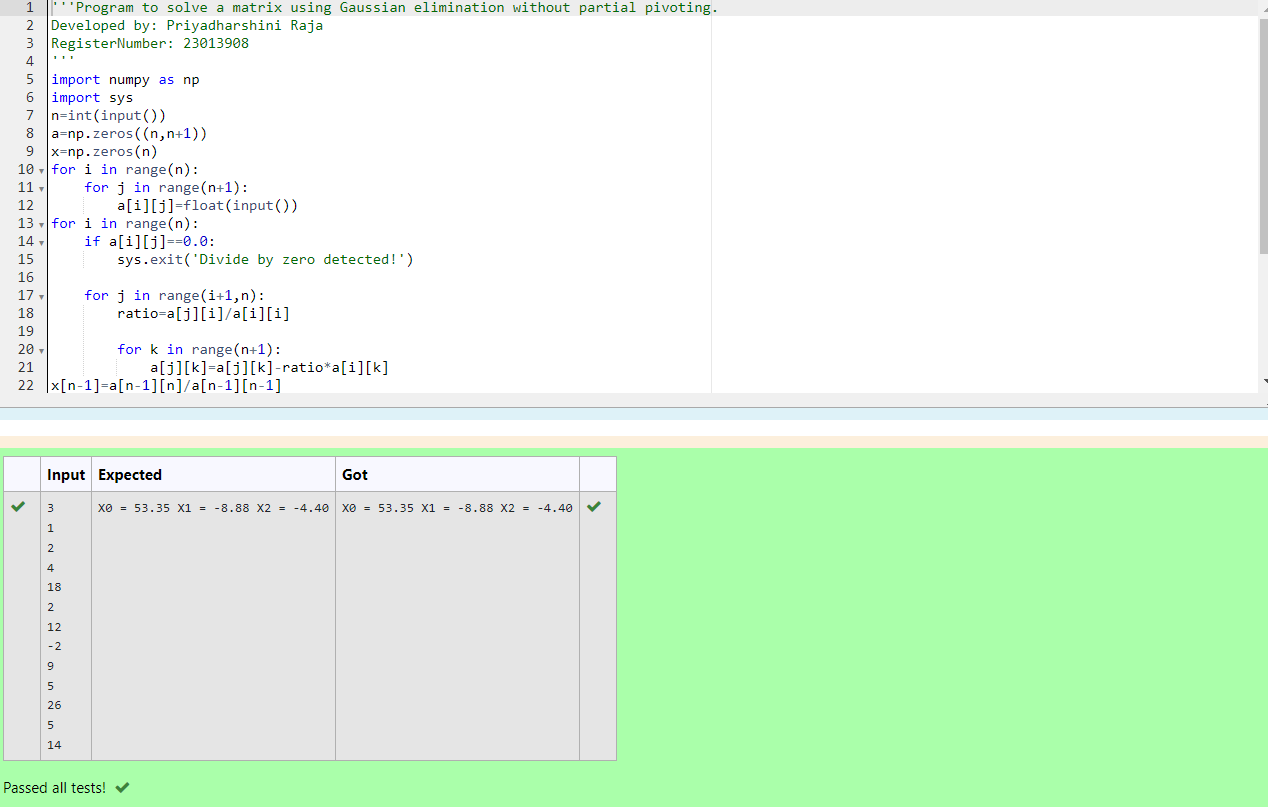 1 '''Program to solve a matrix using Gaussian elimination without partial pivoting.
2 Developed by: Priyadharshini Raja
3 RegisterNumber: 23013908
4 '''
5 import numpy as np
6 import sys
7 n=int(input())
8 a=np.zeros((n,n+1))
9 x=np.zeros(n)
10 for i in range(n):
11     for j in range(n+1):
12         a[i][j]=float(input())
13 for i in range(n):
14     if a[i][j]==0.0:
15         sys.exit('Divide by zero detected!')
16
17     for j in range(i+1,n):
18         ratio=a[j][i]/a[i][i]
19
20         for k in range(n+1):
21             a[j][k]=a[j][k]-ratio*a[i][k]
22 x[n-1]=a[n-1][n]/a[n-1][n-1]
Input Expected Got
3 X0 = 53.35 X1 = -8.88 X2 = -4.40 X0 = 53.35 X1 = -8.88 X2 = -4.40
1
2
4
18
2
12
-2
9
5
26
5
14
Passed all tests!